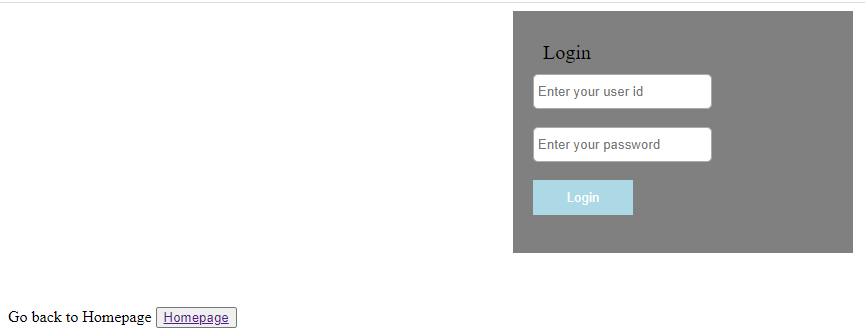 Login
Enter your user id
Enter your password
Login
Go back to Homepage Homepage